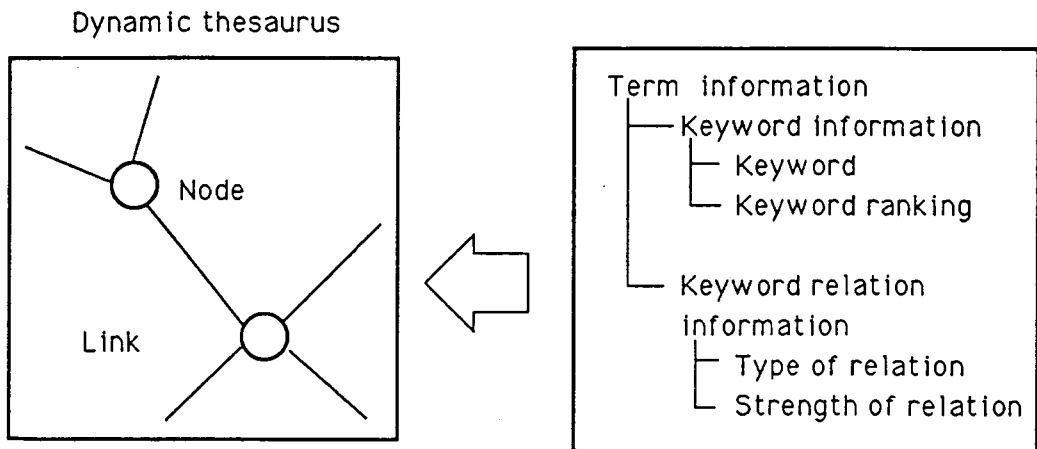 Dynamic thesaurus
Node
Link
Term information
Keyword information
Keyword
Keyword ranking
Keyword relation
information
Type of relation
Strength of relation